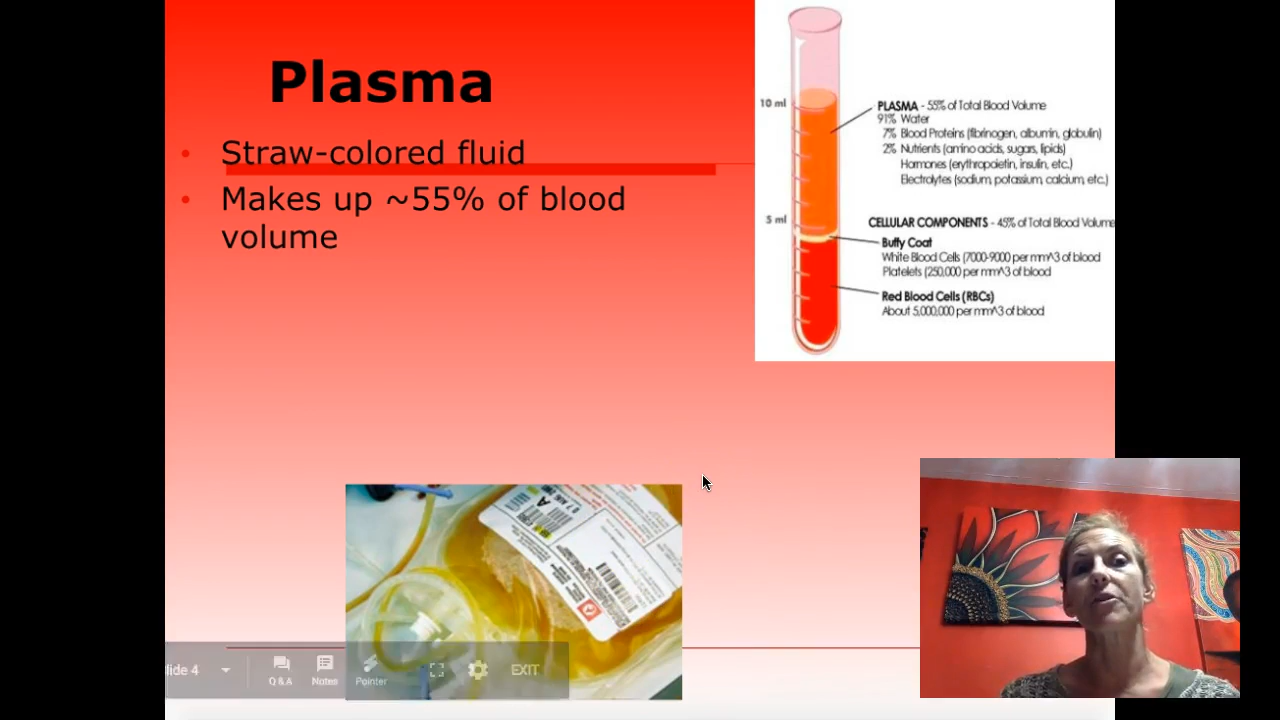 Plasma
• Straw-colored fluid
• Makes up ~55% of blood
volume
10 ml
5 ml
PLASMA - 55% of Total Blood Volume
91% Water
7% Blood Proteins (fibrinogen, albumin, globulin)
2% Nutrients (amino acids, sugars, lipids)
Hormones (erythropoietin, insulin, etc.)
Electrolytes (sodium, potassium, calcium, etc.)
CELLULAR COMPONENTS - 45% of Total Blood Volume
Buffy Coat
White Blood Cells (7000-9000 per mm^3 of blood
Platelets (250,000 per mm^3 of blood
Red Blood Cells (RBCs)
About 5,000,000 per mm^3 of blood
A
lide 4
Q&A
Notes
Pointer
EXIT